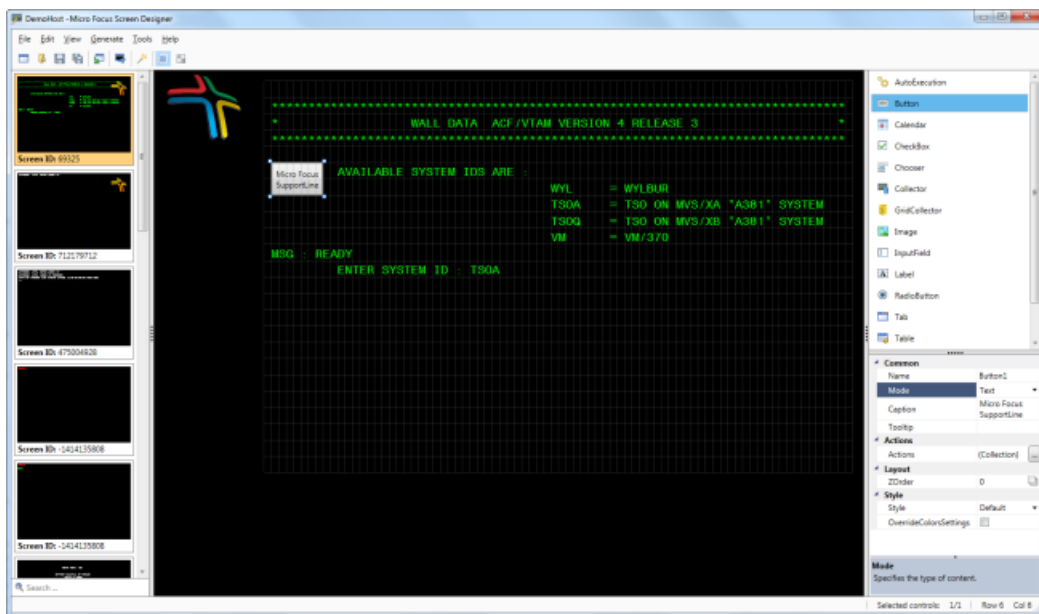 DemoHost -Micro Focus Screen Designer
File Edit View Generate Tools Help
Screen ID: 69325
Screen ID: 712179712
Screen ID: 475004928
Screen ID: -1414135808
Screen ID: -1414135808
Search ...
******************************************************************************
* WALL DATA ACF/VTAM VERSION 4 RELEASE 3 *
******************************************************************************
Micro Focus
SupportLine
AVAILABLE SYSTEM IDS ARE :
WYL = WYLBUR
TSOA = TSO ON MVS/XA "A381" SYSTEM
TSOQ = TSO ON MVS/XB "A381" SYSTEM
VM = VM/370
MSG : READY
ENTER SYSTEM ID : TSOA
AutoExecution
Button
Calendar
CheckBox
Chooser
Collector
GridCollector
Image
InputField
Label
RadioButton
Tab
Table
Common
Name Button1
Mode Text
Caption Micro Focus
SupportLine
Tooltip
Actions
Actions (Collection) ...
Layout
ZOrder 0
Style
Style Default
OverrideColorsSettings
Mode
Specifies the type of content.
Selected controls: 1/1 Row 6 Col 6